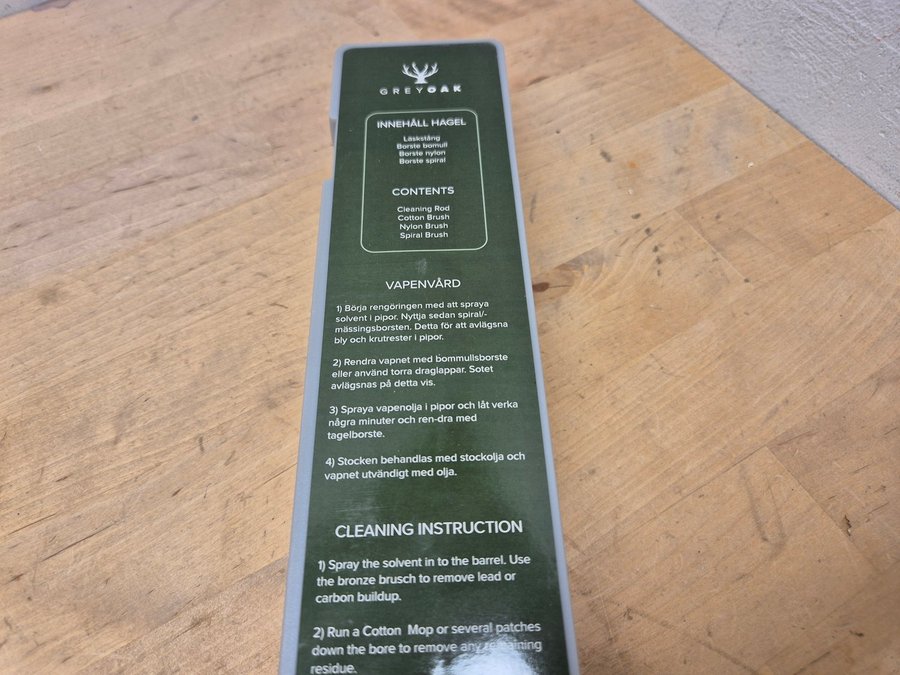 GREYOAK
INNEHÅLL HAGEL
Läskstång
Borste bomull
Borste nylon
Borste spiral
CONTENTS
Cleaning Rod
Cotton Brush
Nylon Brush
Spiral Brush
VAPENVÅRD
1) Börja rengöringen med att spraya
solvent i pipor. Nyttja sedan spiral/-
mässingsborsten. Detta för att avlägsna
bly och krutrester i pipor.
2) Rendra vapnet med bommullsborste
eller använd torra draglappar. Sotet
avlägsnas på detta vis.
3) Spraya vapenolja i pipor och låt verka
några minuter och ren-dra med
tagelborste.
4) Stocken behandlas med stockolja och
vapnet utvändigt med olja.
CLEANING INSTRUCTION
1) Spray the solvent in to the barrel. Use
the bronze brusch to remove lead or
carbon buildup.
2) Run a Cotton Mop or several patches
down the bore to remove any remaining
residue.